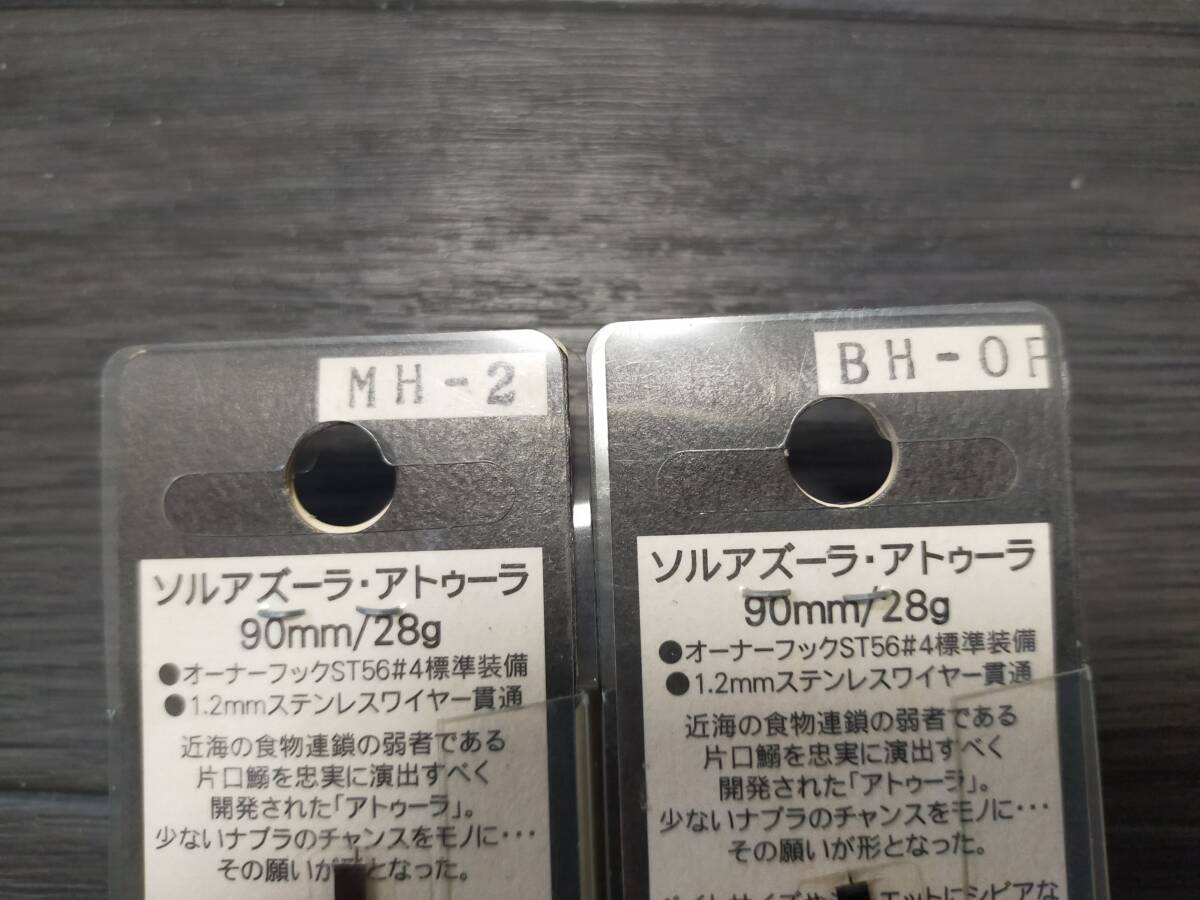 MH-2
ソルアズーラ・アトゥーラ
90mm/28g
●オーナーフックST56#4標準装備
●1.2mmステンレスワイヤー貫通
近海の食物連鎖の弱者である
片口鰯を忠実に演出すべく
開発された「アトゥーラ」。
少ないナブラのチャンスをモノに・・・
その願いが形となった。
BH-OF
ソルアズーラ・アトゥーラ
90mm/28g
●オーナーフックST56#4標準装備
●1.2mmステンレスワイヤー貫通
近海の食物連鎖の弱者である
片口鰯を忠実に演出すべく
開発された「アトゥーラ」。
少ないナブラのチャンスをモノに・・・
その願いが形となった。